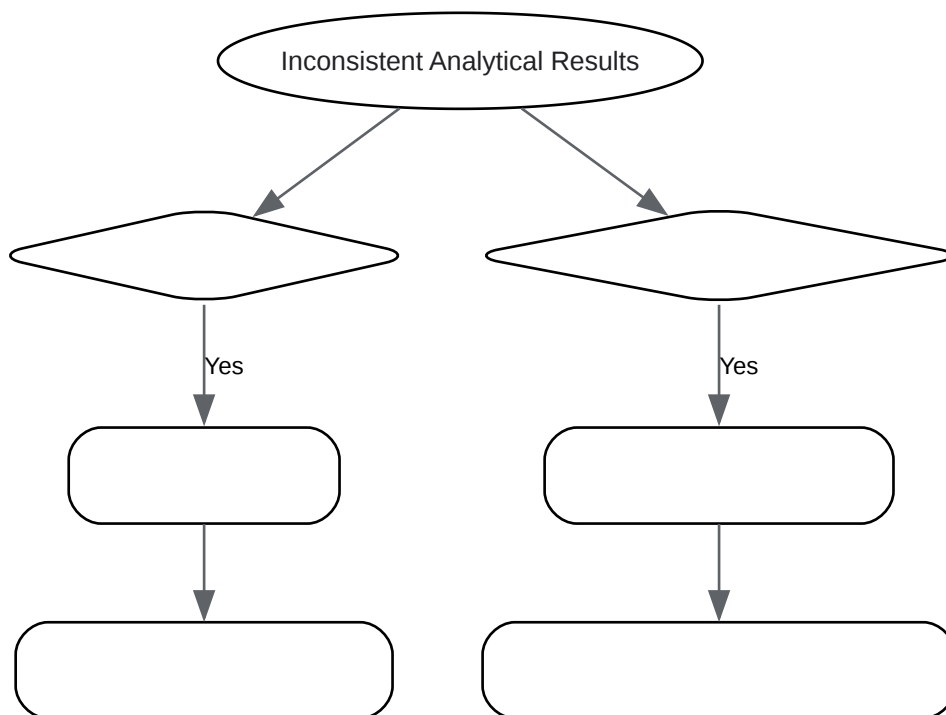 Inconsistent Analytical Results
Yes
Yes